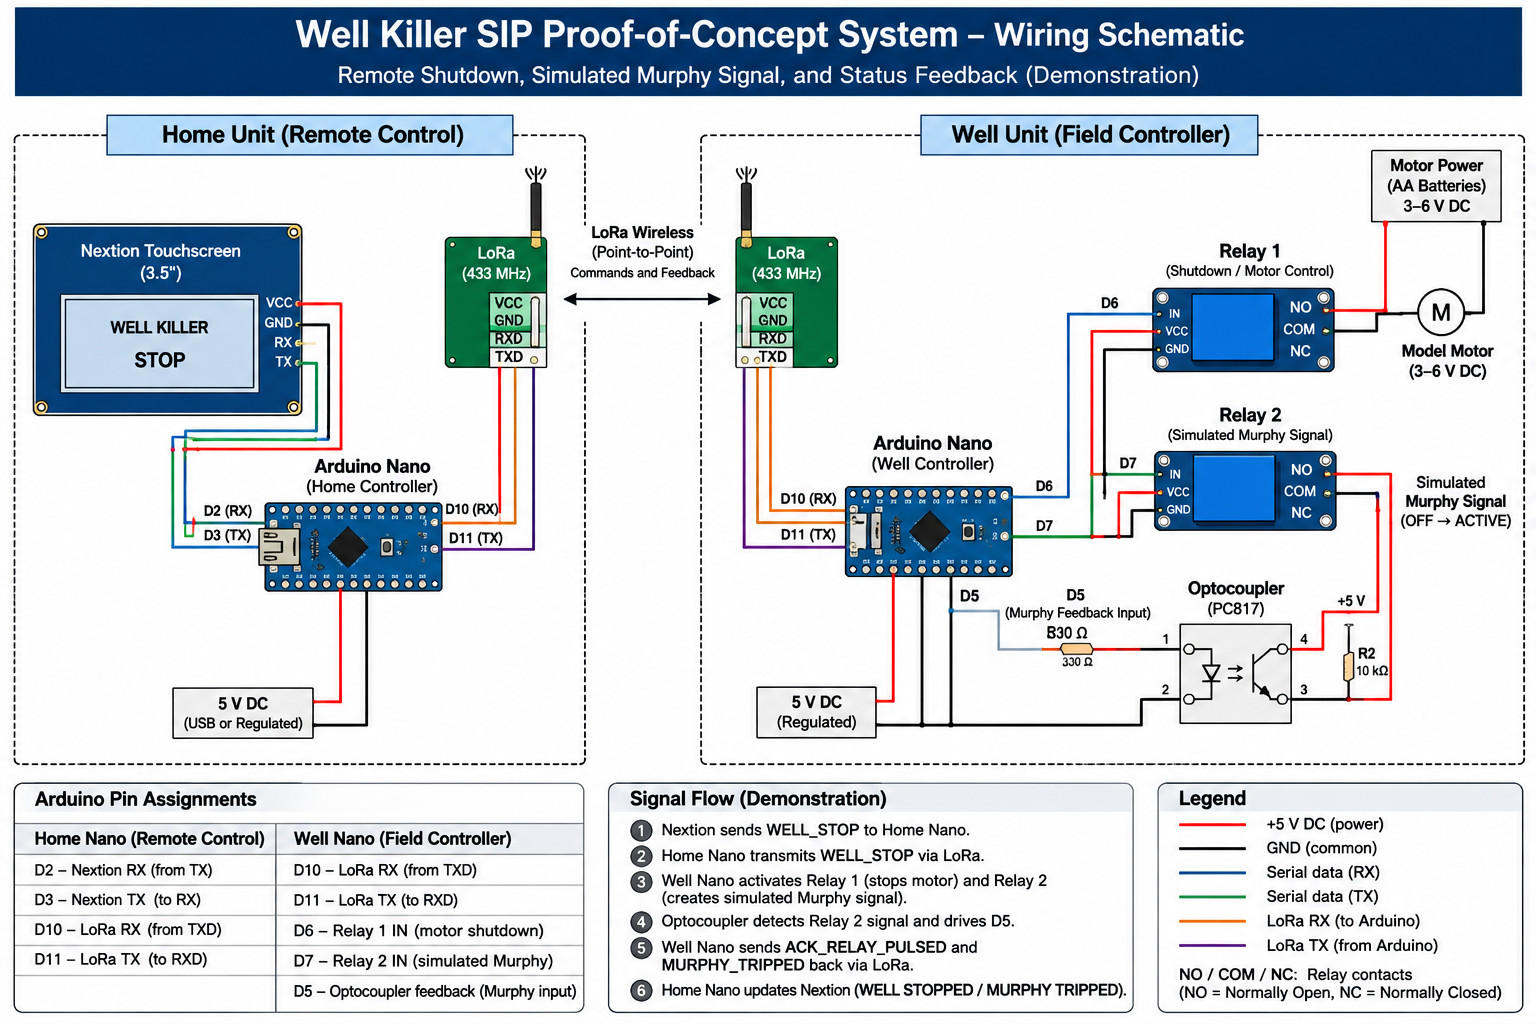 Well Killer SIP Proof-of-Concept System – Wiring Schematic
Remote Shutdown, Simulated Murphy Signal, and Status Feedback (Demonstration)
Home Unit (Remote Control)
Nextion Touchscreen
(3.5")
WELL KILLER
STOP
VCC
GND
RX
TX
LoRa
(433 MHz)
VCC
GND
RXD
TXD
LoRa Wireless
(Point-to-Point)
Commands and Feedback
Arduino Nano
(Home Controller)
D2 (RX)
D3 (TX)
D10 (RX)
D11 (TX)
5 V DC
(USB or Regulated)
Well Unit (Field Controller)
LoRa
(433 MHz)
VCC
GND
RXD
TXD
Motor Power
(AA Batteries)
3–6 V DC
Relay 1
(Shutdown / Motor Control)
D6
IN
VCC
GND
NO
COM
NC
M
Model Motor
(3–6 V DC)
Relay 2
(Simulated Murphy Signal)
D7
IN
VCC
GND
NO
COM
NC
Simulated
Murphy Signal
(OFF → ACTIVE)
Arduino Nano
(Well Controller)
D10 (RX)
D11 (TX)
D6
D7
D5
D5
(Murphy Feedback Input)
B30 Ω
330 Ω
Optocoupler
(PC817)
1
2
4
3
+5 V
R2
10 kΩ
5 V DC
(Regulated)
Arduino Pin Assignments
Home Nano (Remote Control)
D2 – Nextion RX (from TX)
D3 – Nextion TX (to RX)
D10 – LoRa RX (from TXD)
D11 – LoRa TX (to RXD)
Well Nano (Field Controller)
D10 – LoRa RX (from TXD)
D11 – LoRa TX (to RXD)
D6 – Relay 1 IN (motor shutdown)
D7 – Relay 2 IN (simulated Murphy)
D5 – Optocoupler feedback (Murphy input)
Signal Flow (Demonstration)
1 Nextion sends WELL_STOP to Home Nano.
2 Home Nano transmits WELL_STOP via LoRa.
3 Well Nano activates Relay 1 (stops motor) and Relay 2
(creates simulated Murphy signal).
4 Optocoupler detects Relay 2 signal and drives D5.
5 Well Nano sends ACK_RELAY_PULSED and
MURPHY_TRIPPED back via LoRa.
6 Home Nano updates Nextion (WELL STOPPED / MURPHY TRIPPED).
Legend
+5 V DC (power)
GND (common)
Serial data (RX)
Serial data (TX)
LoRa RX (to Arduino)
LoRa TX (from Arduino)
NO / COM / NC: Relay contacts
(NO = Normally Open, NC = Normally Closed)